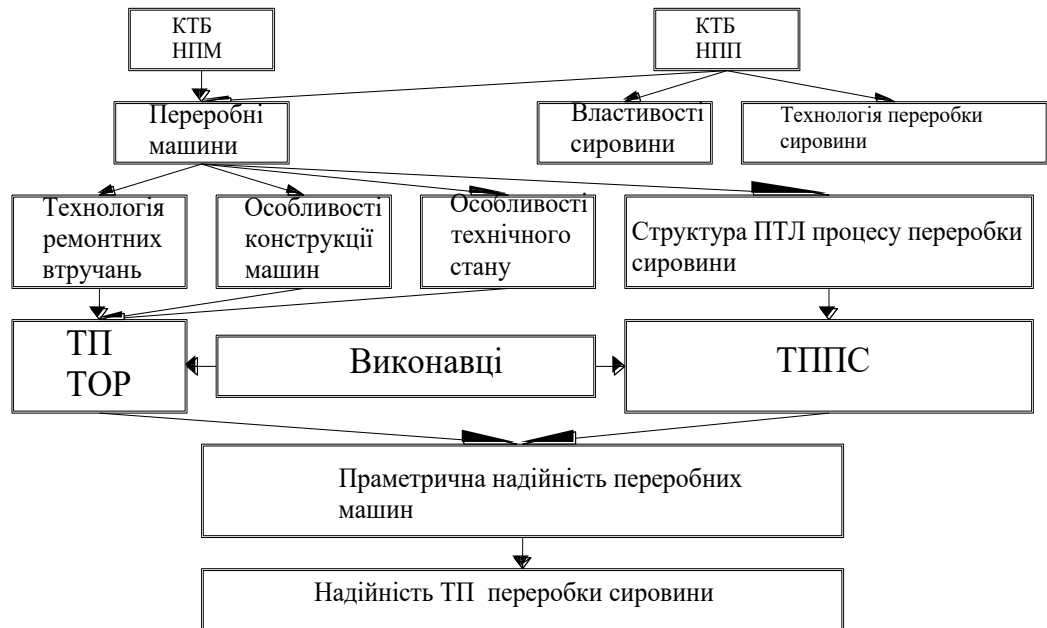 КТБ
НПМ
КТБ
НПП
Переробні
машини
Властивості
сировини
Технологія переробки
сировини
Технологія
ремонтних
втручань
Особливості
конструкції
машин
Особливості
технічного
стану
Структура ПТЛ процесу переробки
сировини
ТП
ТОР
Виконавці
ТППС
Праметрична надійність переробних
машин
Надійність ТП переробки сировини